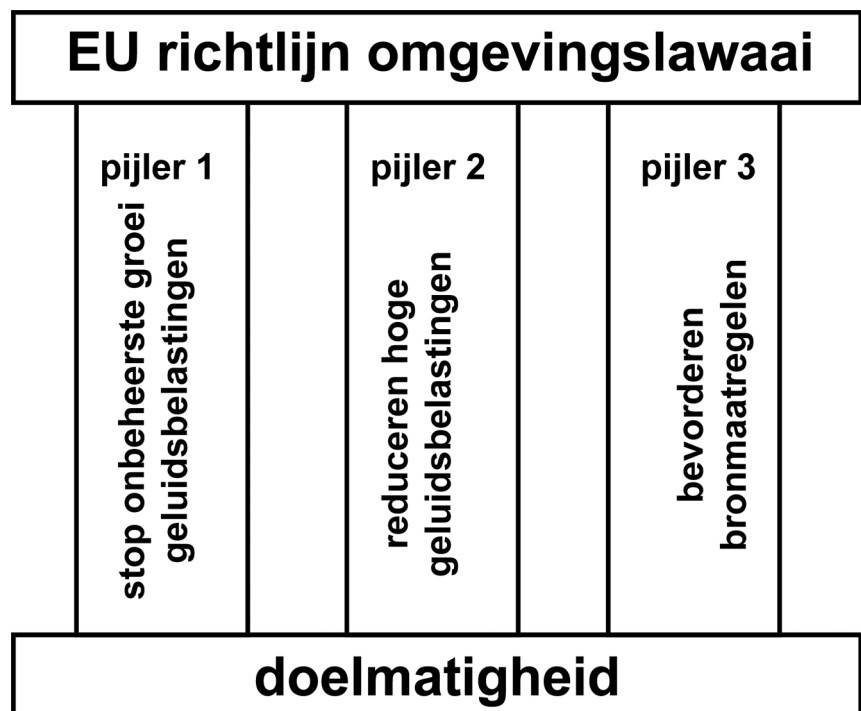 EU richtlijn omgevingslawaai
pijler 1
stop onbeheerste groei
geluidsbelastingen
pijler 2
reduceren hoge
geluidsbelastingen
pijler 3
bevorderen
bronmaatregelen
doelmatigheid